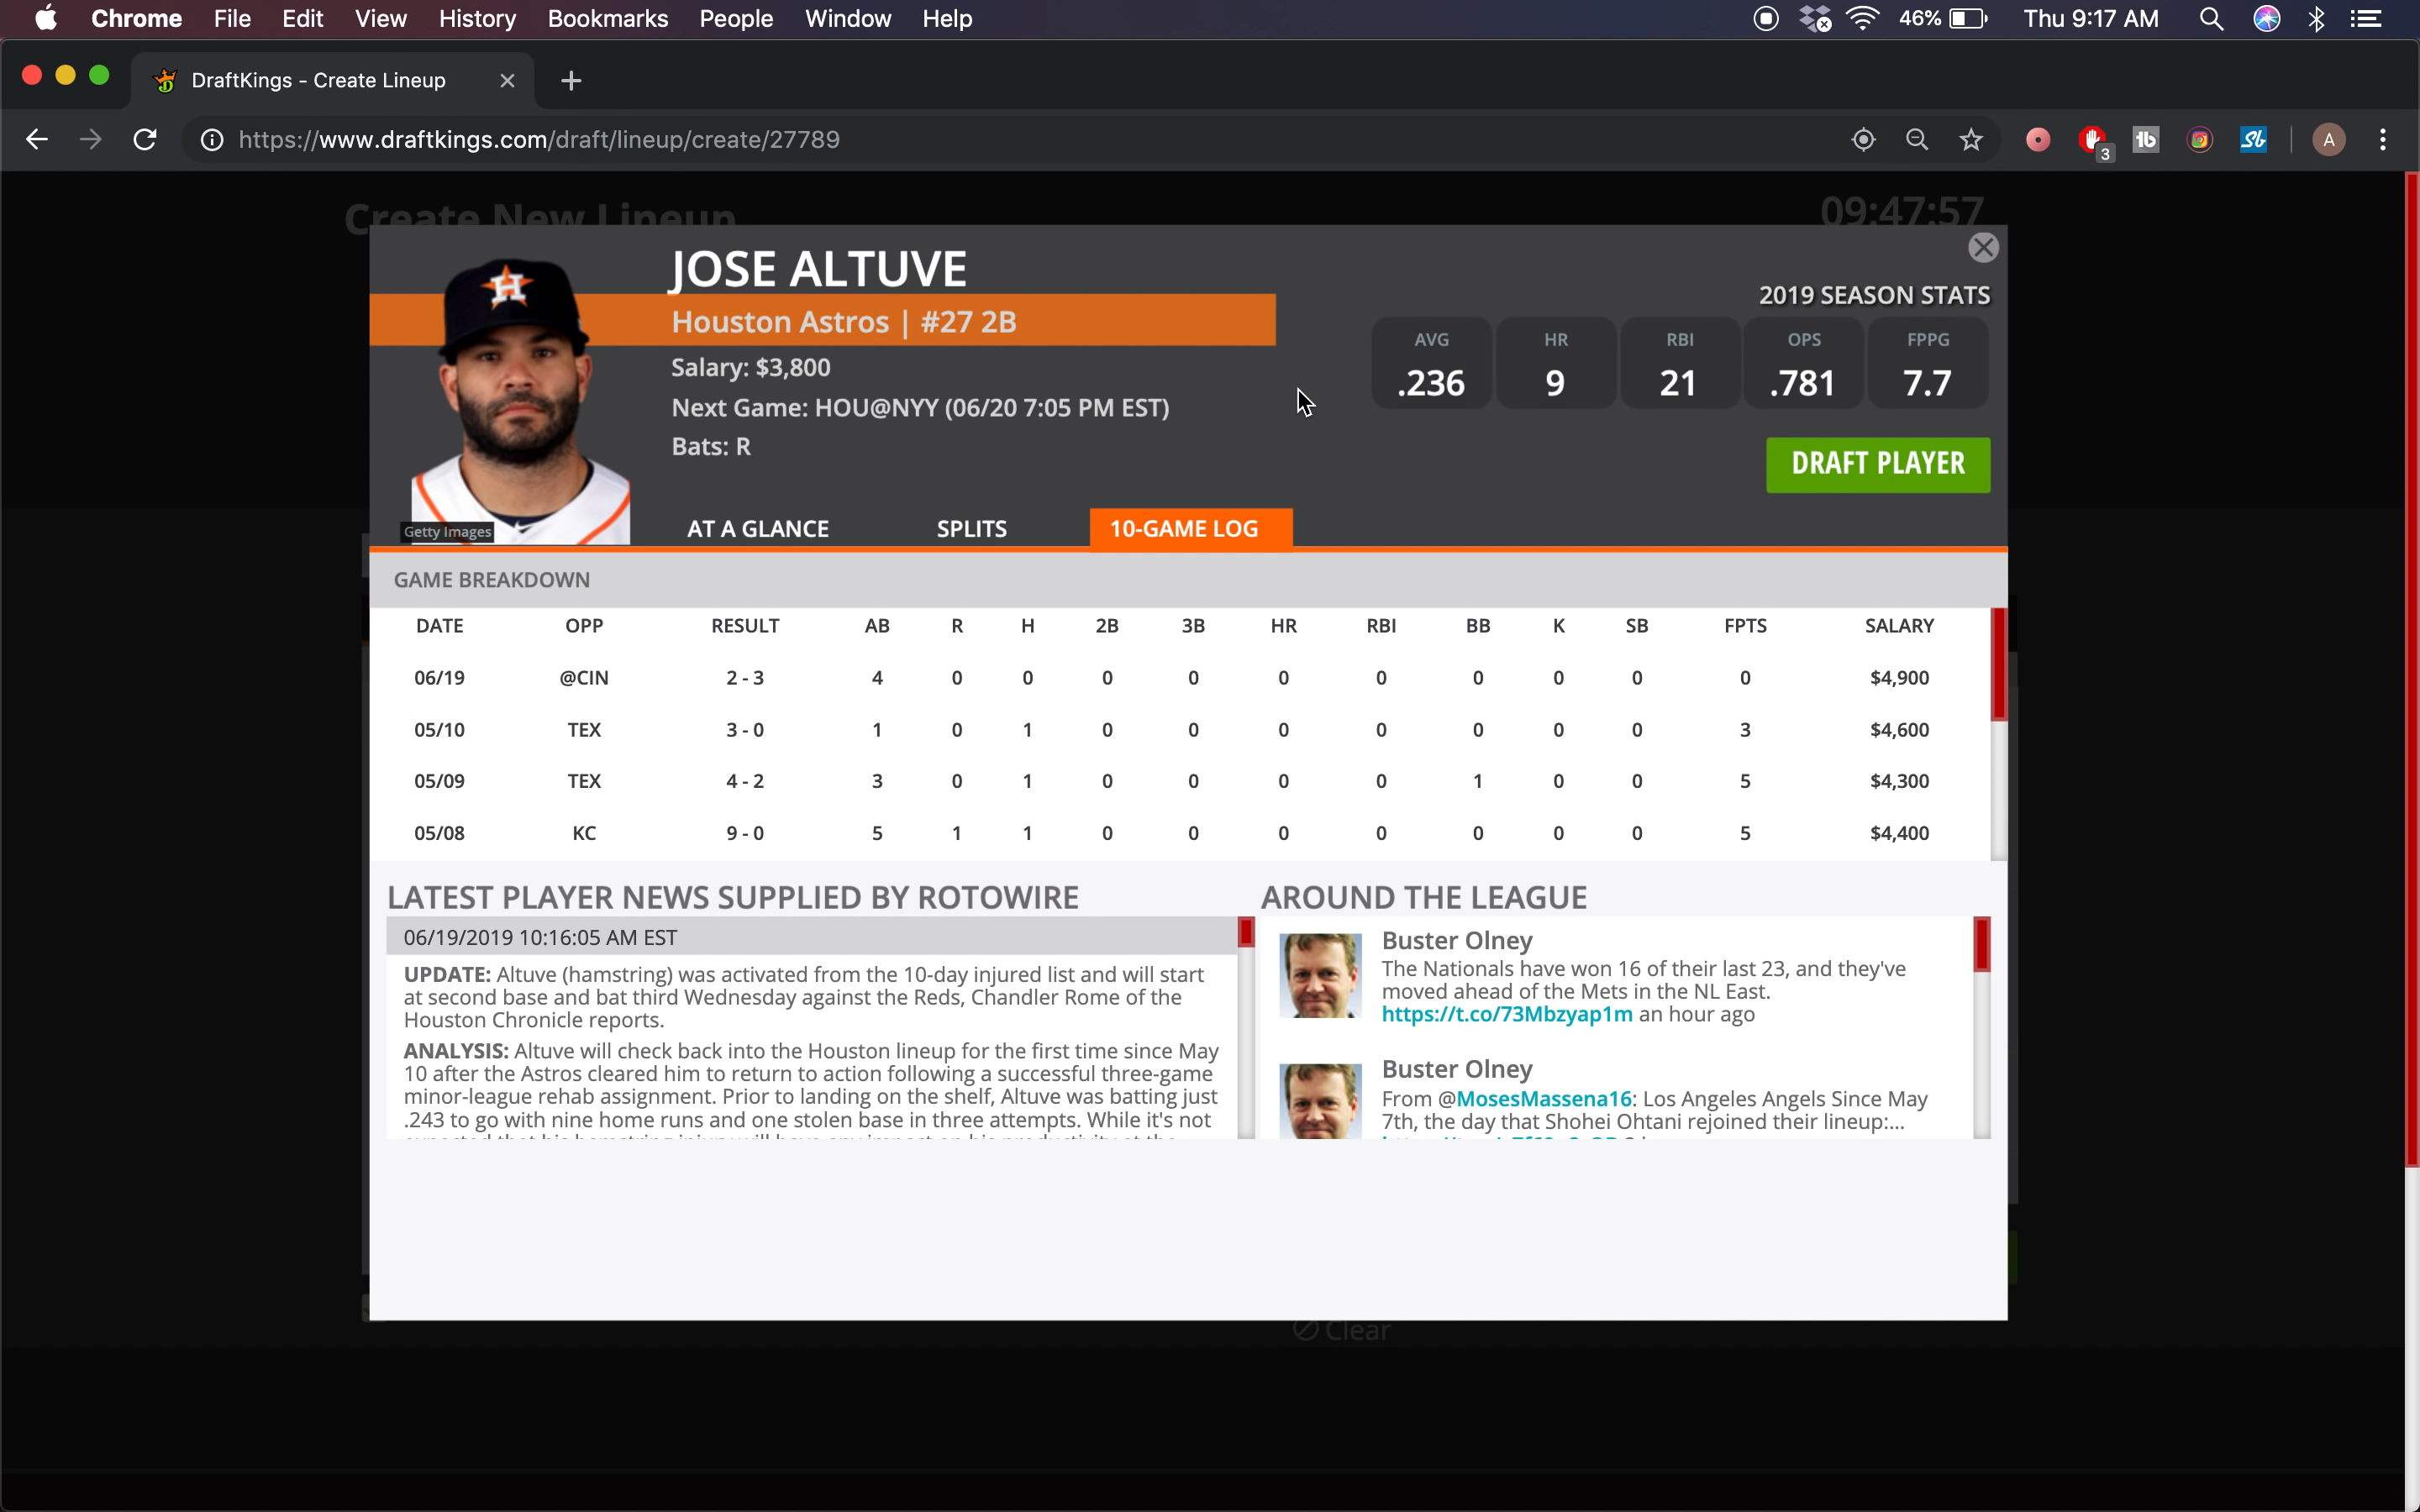 Chrome File Edit View History Bookmarks People Window Help 46% Thu 9:17 AM
DraftKings - Create Lineup
https://www.draftkings.com/draft/lineup/create/27789 3 tb Sb A
Create New Lineup 09:47:57
JOSE ALTUVE
Houston Astros | #27 2B
Salary: $3,800
Next Game: HOU@NYY (06/20 7:05 PM EST)
Bats: R
Getty Images
2019 SEASON STATS
AVG HR RBI OPS FPPG
.236 9 21 .781 7.7
DRAFT PLAYER
AT A GLANCE SPLITS 10-GAME LOG
GAME BREAKDOWN
DATE OPP RESULT AB R H 2B 3B HR RBI BB K SB FPTS SALARY
06/19 @CIN 2 - 3 4 0 0 0 0 0 0 0 0 0 0 $4,900
05/10 TEX 3 - 0 1 0 1 0 0 0 0 0 0 0 3 $4,600
05/09 TEX 4 - 2 3 0 1 0 0 0 0 1 0 0 5 $4,300
05/08 KC 9 - 0 5 1 1 0 0 0 0 0 0 0 5 $4,400
LATEST PLAYER NEWS SUPPLIED BY ROTOWIRE
06/19/2019 10:16:05 AM EST
UPDATE: Altuve (hamstring) was activated from the 10-day injured list and will start
at second base and bat third Wednesday against the Reds, Chandler Rome of the
Houston Chronicle reports.
ANALYSIS: Altuve will check back into the Houston lineup for the first time since May
10 after the Astros cleared him to return to action following a successful three-game
minor-league rehab assignment. Prior to landing on the shelf, Altuve was batting just
.243 to go with nine home runs and one stolen base in three attempts. While it's not
AROUND THE LEAGUE
Buster Olney
The Nationals have won 16 of their last 23, and they've
moved ahead of the Mets in the NL East.
https://t.co/73Mbzyap1m an hour ago
Buster Olney
From @MosesMassena16: Los Angeles Angels Since May
7th, the day that Shohei Ohtani rejoined their lineup:...
Clear